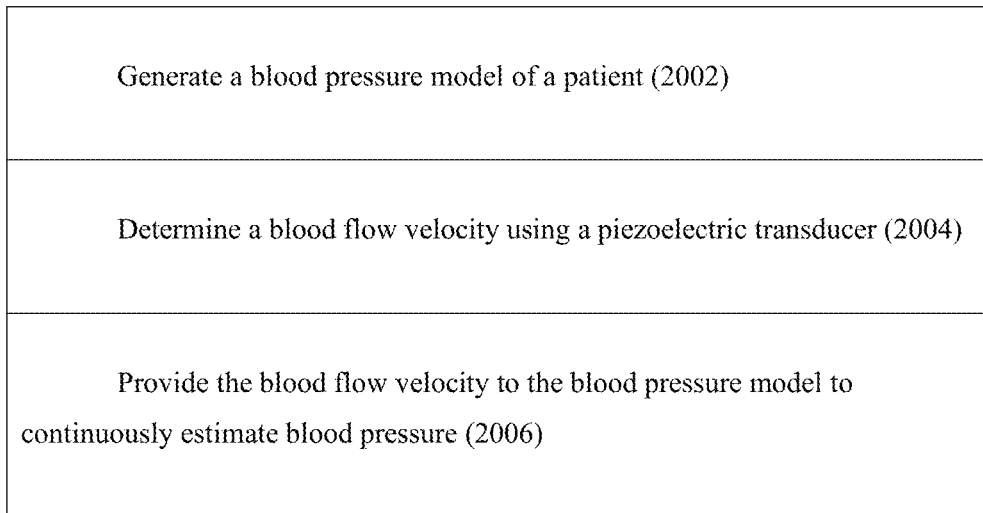 Generate a blood pressure model of a patient (2002)
Determine a blood flow velocity using a piezoelectric transducer (2004)
Provide the blood flow velocity to the blood pressure model to
continuously estimate blood pressure (2006)